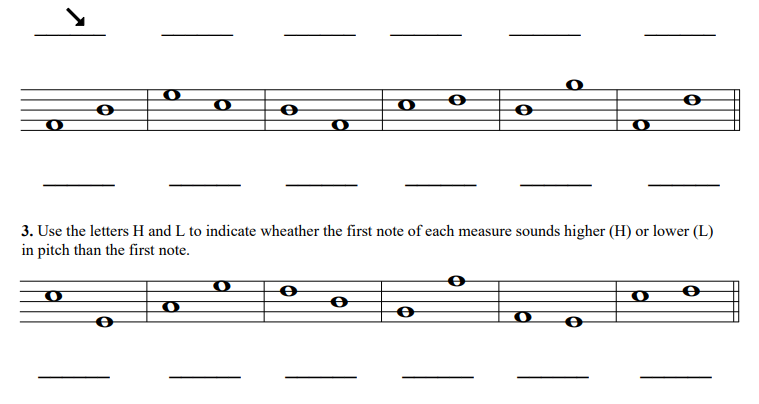 3. Use the letters H and L to indicate wheather the first note of each measure sounds higher (H) or lower (L)
in pitch than the first note.